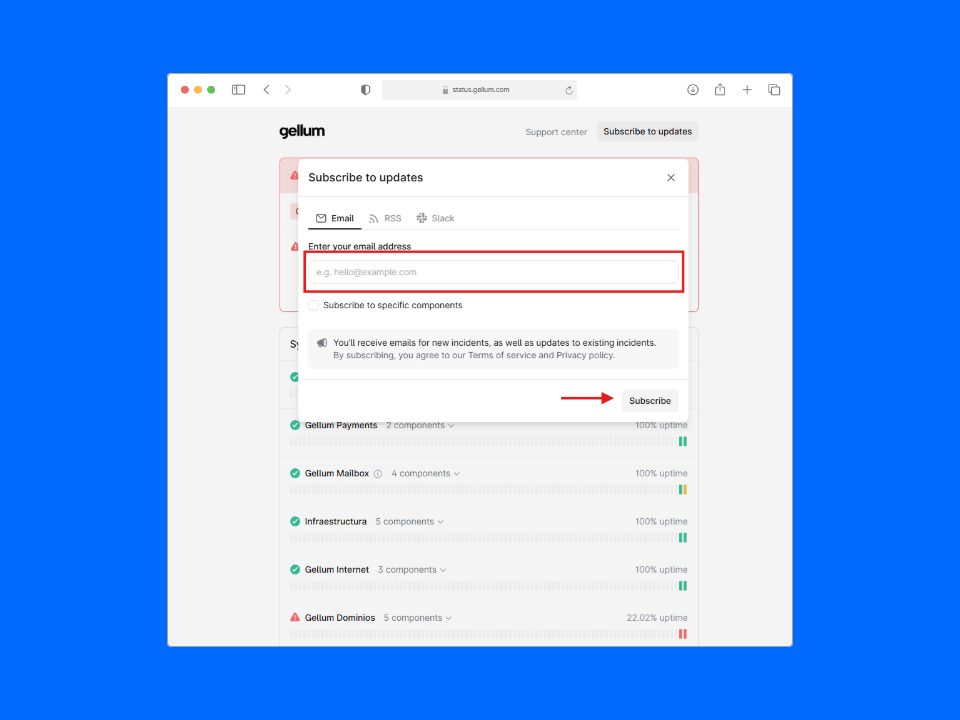 status.gellum.com
gellum
Support center
Subscribe to updates
Subscribe to updates
Email
RSS
Slack
Enter your email address
e.g. hello@example.com
Subscribe to specific components
You'll receive emails for new incidents, as well as updates to existing incidents.
By subscribing, you agree to our Terms of service and Privacy policy.
Subscribe
Gellum Payments 2 components 100% uptime
Gellum Mailbox 4 components 100% uptime
Infraestructura 5 components 100% uptime
Gellum Internet 3 components 100% uptime
Gellum Dominios 5 components 22.02% uptime